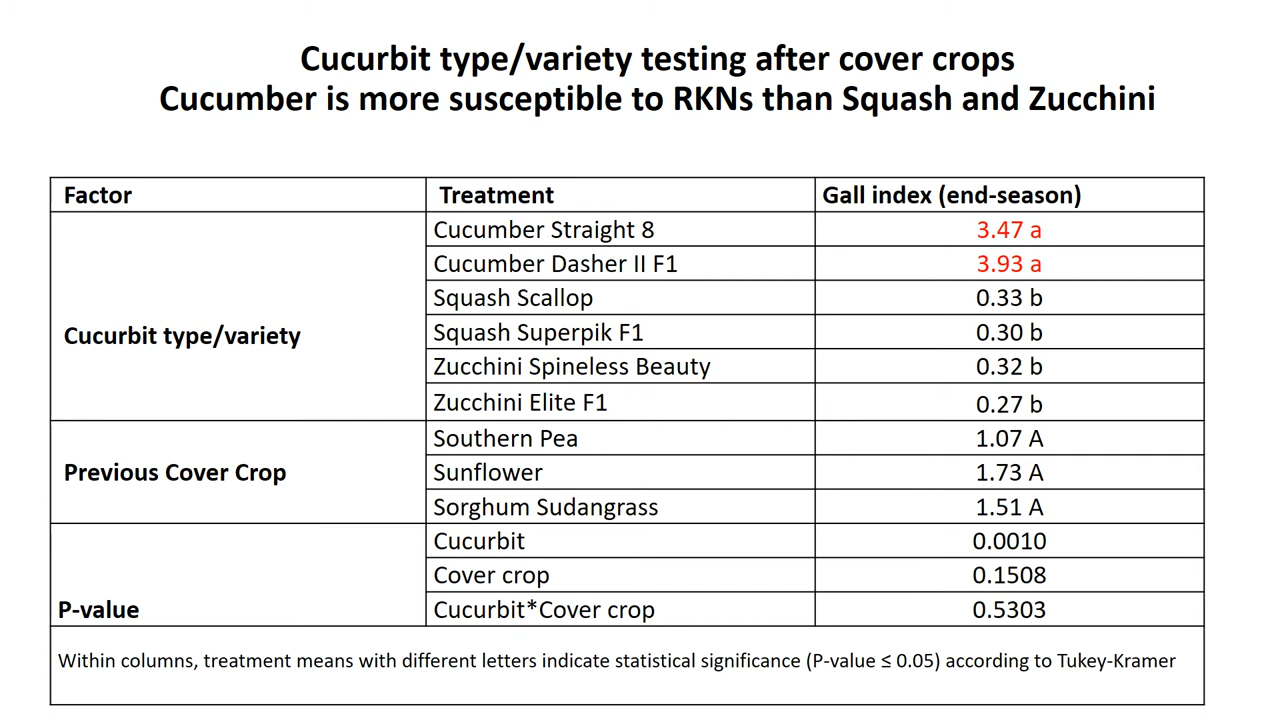 Cucurbit type/variety testing after cover crops
Cucumber is more susceptible to RKNs than Squash and Zucchini
Factor Treatment Gall index (end-season)
Cucurbit type/variety
Cucumber Straight 8 3.47 a
Cucumber Dasher II F1 3.93 a
Squash Scallop 0.33 b
Squash Superpik F1 0.30 b
Zucchini Spineless Beauty 0.32 b
Zucchini Elite F1 0.27 b
Previous Cover Crop
Southern Pea 1.07 A
Sunflower 1.73 A
Sorghum Sudangrass 1.51 A
P-value
Cucurbit 0.0010
Cover crop 0.1508
Cucurbit*Cover crop 0.5303
Within columns, treatment means with different letters indicate statistical significance (P-value ≤ 0.05) according to Tukey-Kramer